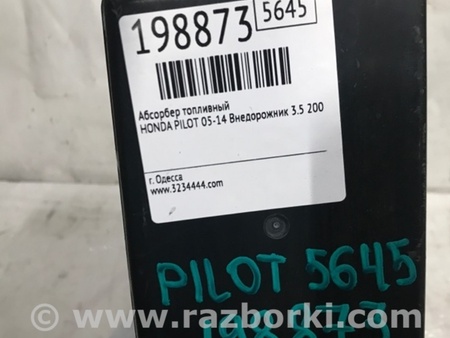 198873 5645
Абсорбер топливный
HONDA PILOT 05-14 Внедорожник 3.5 200
г. Одесса
www.3234444.com
PILOT 5645
198873
www.razborki.com